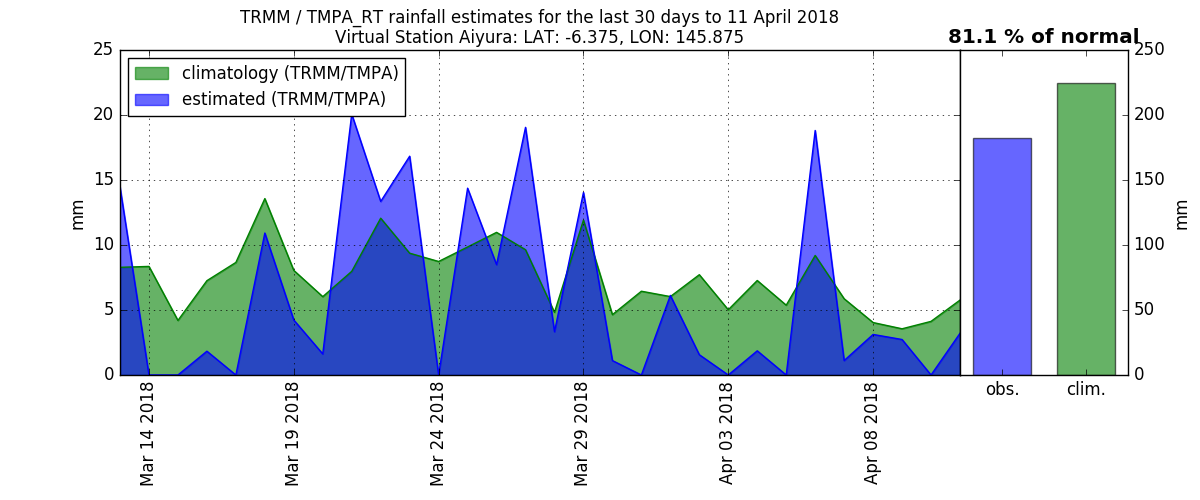 TRMM / TMPA_RT rainfall estimates for the last 30 days to 11 April 2018
Virtual Station Aiyura: LAT: -6.375, LON: 145.875
81.1 % of normal
climatology (TRMM/TMPA)
estimated (TRMM/TMPA)
25
20
15
10
5
0
mm
250
200
150
100
50
0
mm
obs.
clim.
Mar 14 2018
Mar 19 2018
Mar 24 2018
Mar 29 2018
Apr 03 2018
Apr 08 2018